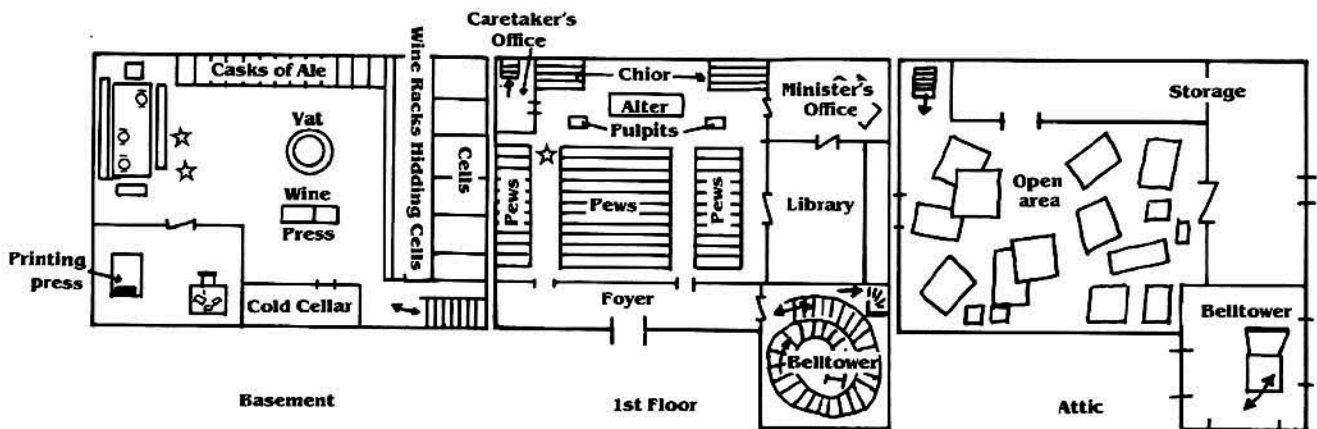 Casks of Ale
Vat
Wine
Press
Printing
press
Cold Cellar
Wine Racks Hidding Cells
Cells
Basement
Caretaker's
Office
Chior
Alter
Pulpits
Pews
Pews
Pews
Foyer
Minister's
Office
Library
Belltower
1st Floor
Storage
Open
area
Belltower
Attic